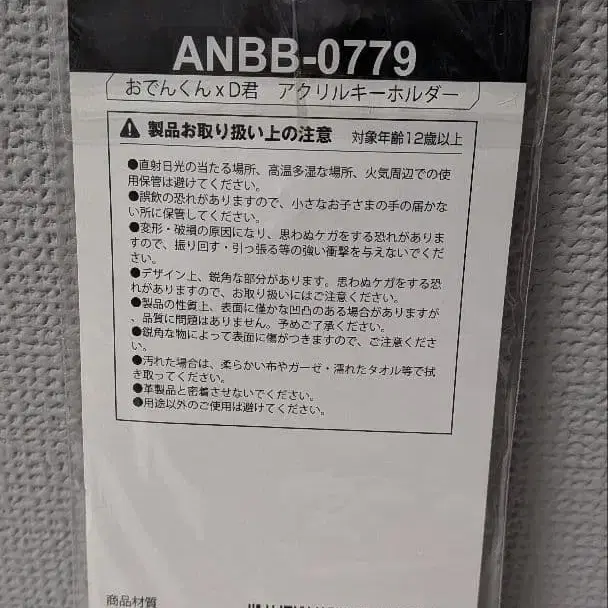 ANBB-0779
おでんくんxD君　アクリルキーホルダー
製品お取り扱い上の注意　対象年齢12歳以上
●直射日光の当たる場所、高温多湿な場所、火気周辺での使
用保管は避けてください。
●誤飲の恐れがありますので、小さなお子さまの手の届かな
い所に保管してください。
●変形・破損の原因になり、思わぬケガをする恐れがありま
すので、振り回す・引っ張る等の強い衝撃を与えないでくだ
さい。
●デザイン上、鋭角な部分があります。思わぬケガをする恐
れがありますので、お取り扱いにはご注意ください。
●製品の性質上、表面に僅かな凹凸のある場合がありますが
、品質に問題はありません。予めご了承ください。
●鋭角な物によって表面に傷がつきますので、ご注意くださ
い。
●汚れた場合は、柔らかい布やガーゼ・濡れたタオル等で拭
き取ってください。
●革製品と密着させないでください。
●用途以外のご使用は避けてください。
商品材質